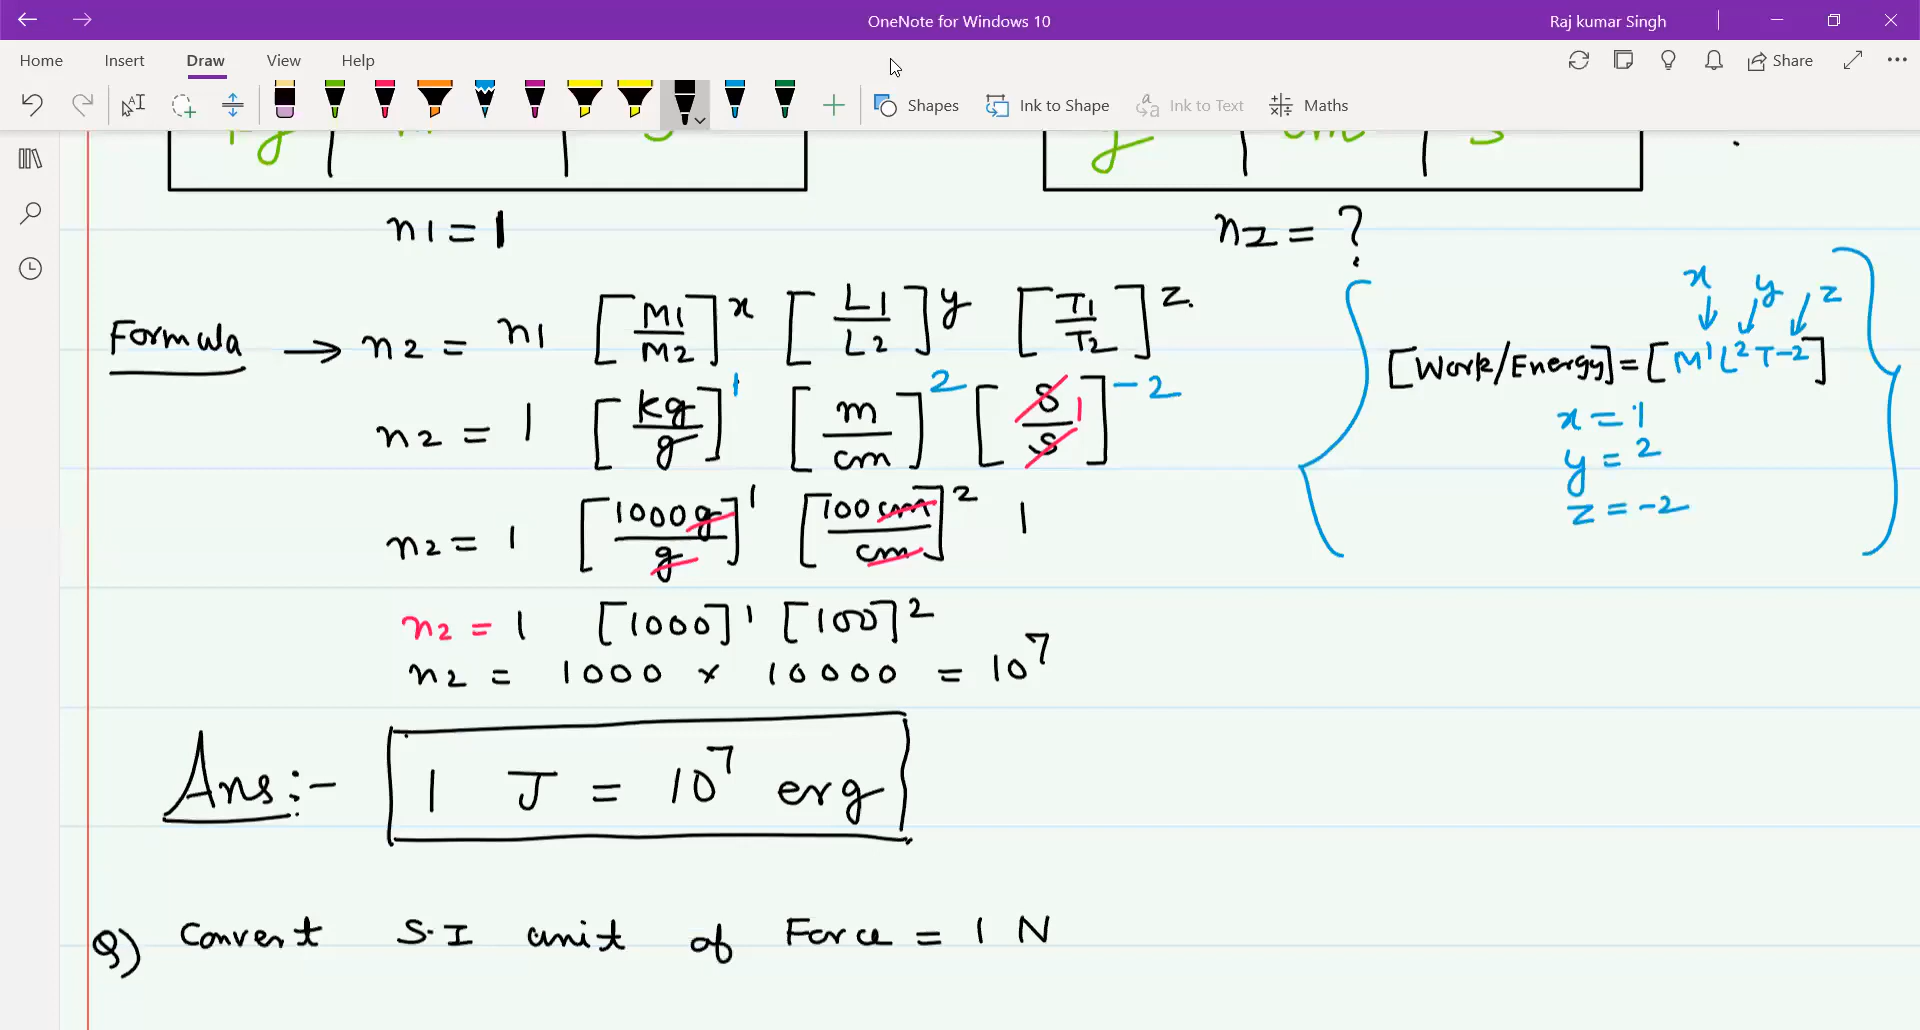 OneNote for Windows 10
Raj kumar Singh
Home Insert Draw View Help
Share
Shapes Ink to Shape Ink to Text Maths
kg m s
g cm s
n1 = 1
n2 = ?
Formula → n2 = n1 [M1/M2]^x [L1/L2]^y [T1/T2]^z
n2 = 1 [kg/g]^1 [m/cm]^2 [s/s]^-2 1
n2 = 1 [1000g/g]^1 [100cm/cm]^2 1
n2 = 1 [1000]^1 [100]^2
n2 = 1000 × 10000 = 10^7
x y z
[Work/Energy] = [M^1 L^2 T^-2]
x = 1
y = 2
z = -2
Ans:- 1 J = 10^7 erg
Q) Convert S.I unit of Force = 1 N